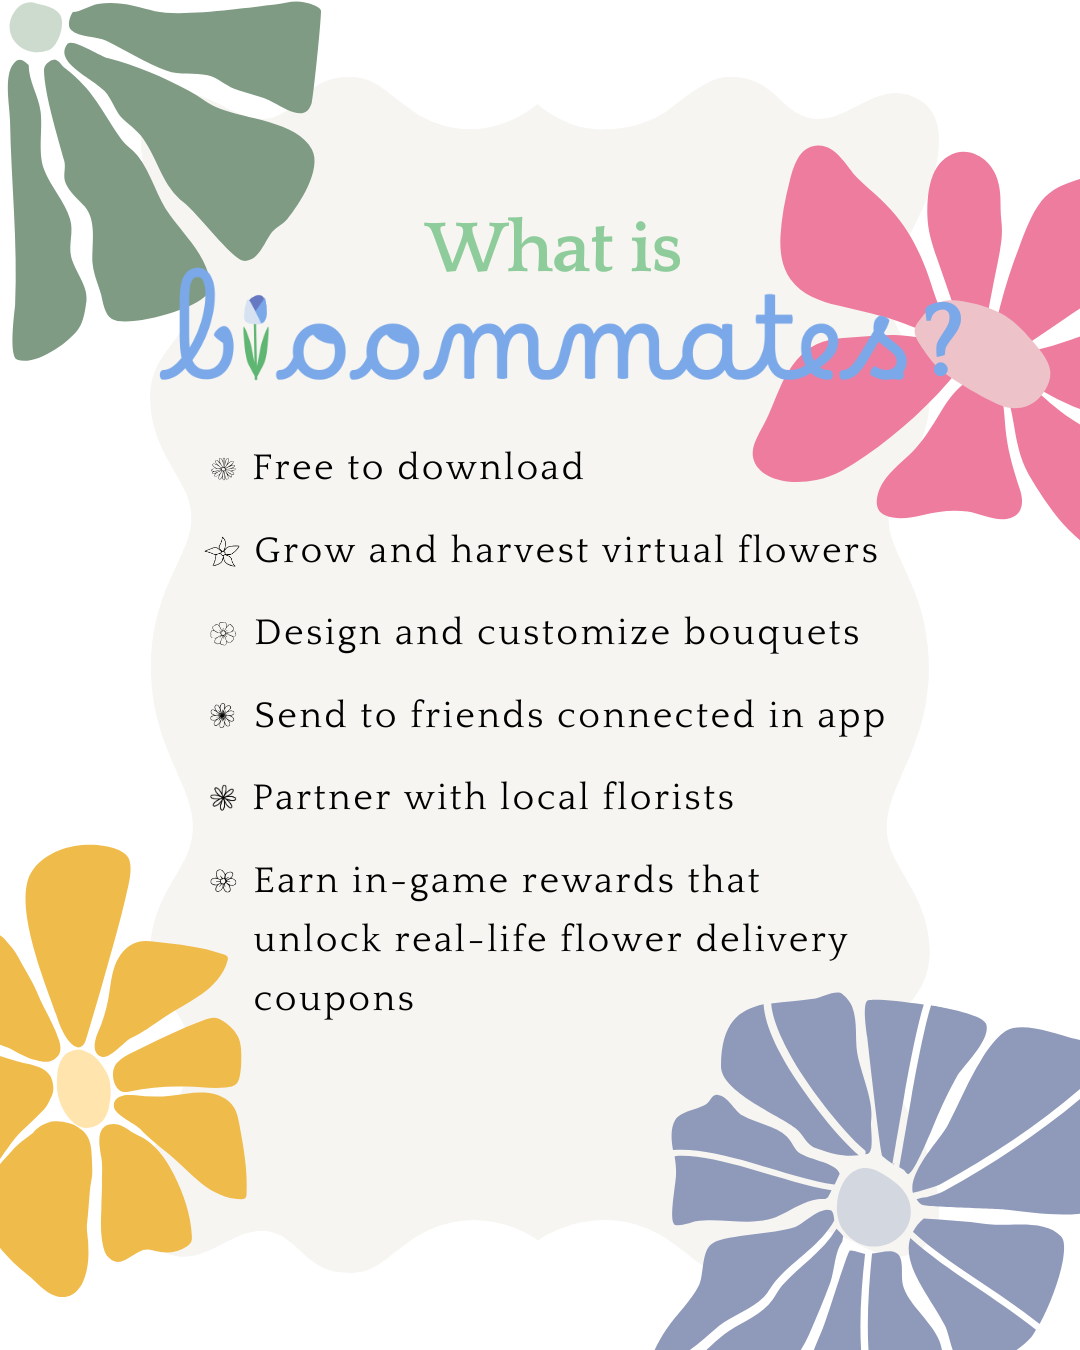 What is
bloommates?
Free to download
Grow and harvest virtual flowers
Design and customize bouquets
Send to friends connected in app
Partner with local florists
Earn in-game rewards that
unlock real-life flower delivery
coupons